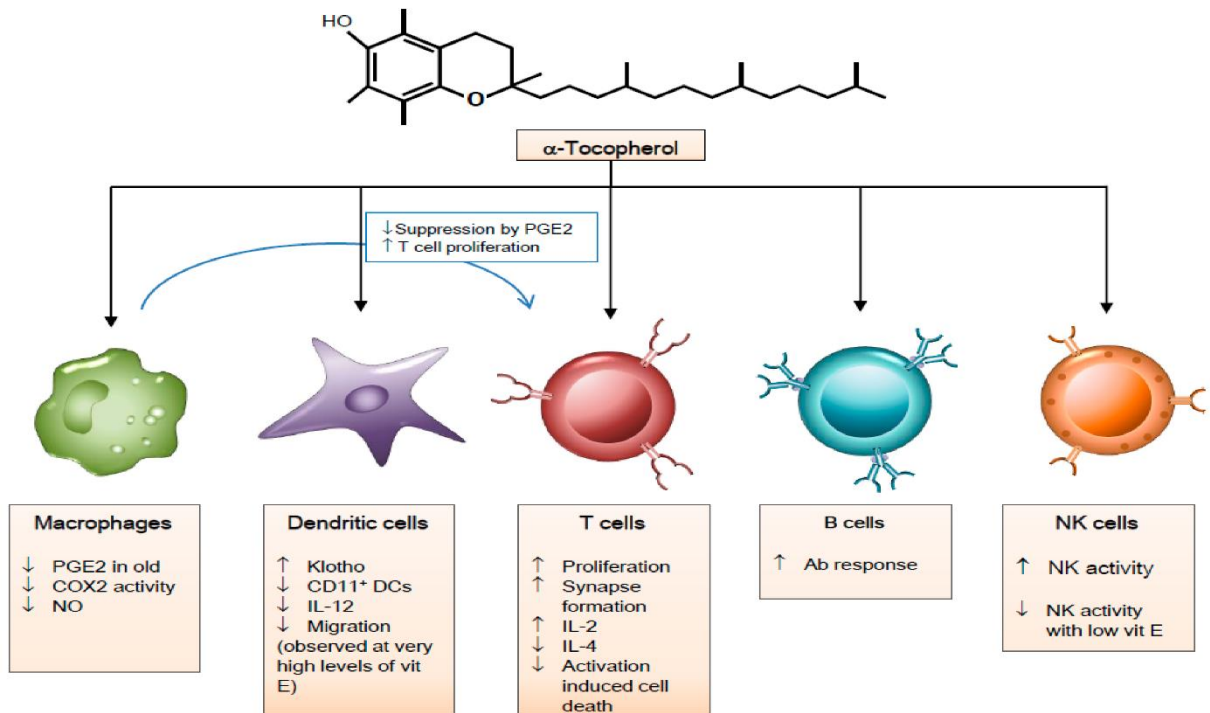 HO
O
α-Tocopherol
↓Suppression by PGE2
↑ T cell proliferation
Macrophages
↓ PGE2 in old
↓ COX2 activity
↓ NO
Dendritic cells
↑ Klotho
↓ CD11⁺ DCs
↓ IL-12
↓ Migration
(observed at very
high levels of vit
E)
T cells
↑ Proliferation
↑ Synapse
formation
↑ IL-2
↓ IL-4
↓ Activation
induced cell
death
B cells
↑ Ab response
NK cells
↑ NK activity
↓ NK activity
with low vit E